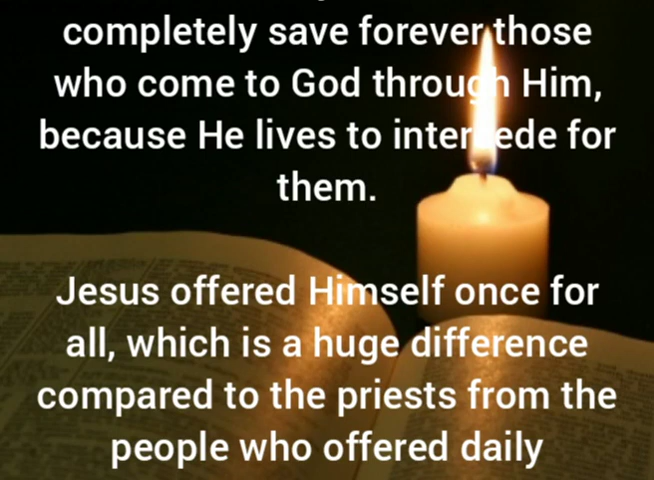 completely save forever those
who come to God through Him,
because He lives to intercede for
them.
Jesus offered Himself once for
all, which is a huge difference
compared to the priests from the
people who offered daily